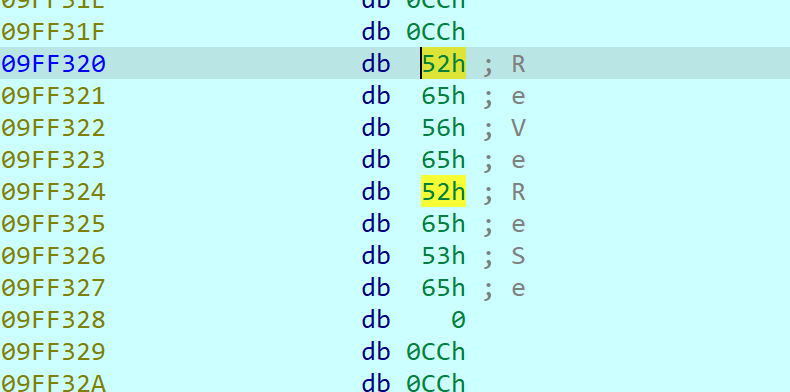 09FF31E db 0CCh
09FF31F db 0CCh
09FF320 db 52h ; R
09FF321 db 65h ; e
09FF322 db 56h ; V
09FF323 db 65h ; e
09FF324 db 52h ; R
09FF325 db 65h ; e
09FF326 db 53h ; S
09FF327 db 65h ; e
09FF328 db 0
09FF329 db 0CCh
09FF32A db 0CCh